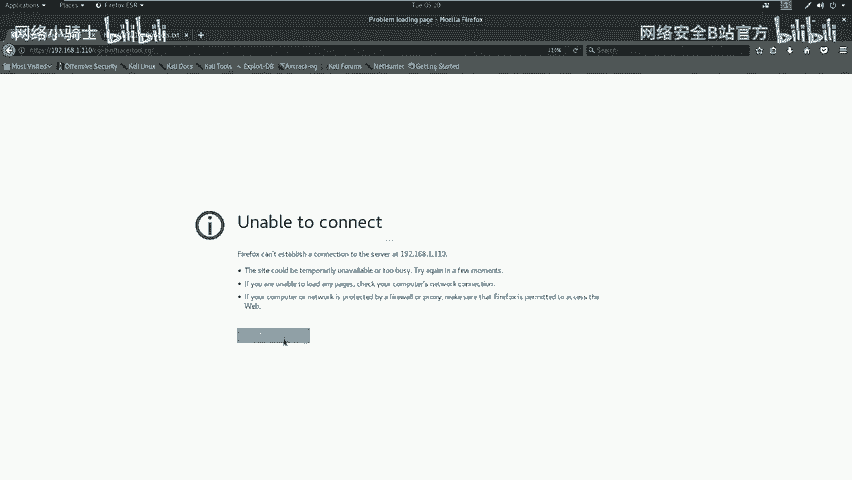 Applications Places Firefox ESR Tue 05:20
Problem loading page - Mozilla Firefox
网络小骑士 bilibili .txt
网络安全B站官方 bilibili
https://192.168.1.110/cgi-bin/ Search
Most Visited Offensive Security Kali Linux Kali Docs Kali Tools Exploit-DB Aircrack-ng Kali Forums NetHunter Getting Started
Unable to connect
Firefox can't establish a connection to the server at 192.168.1.110.
The site could be temporarily unavailable or too busy. Try again in a few moments.
If you are unable to load any pages, check your computer's network connection.
If your computer or network is protected by a firewall or proxy, make sure that Firefox is permitted to access the
Web.